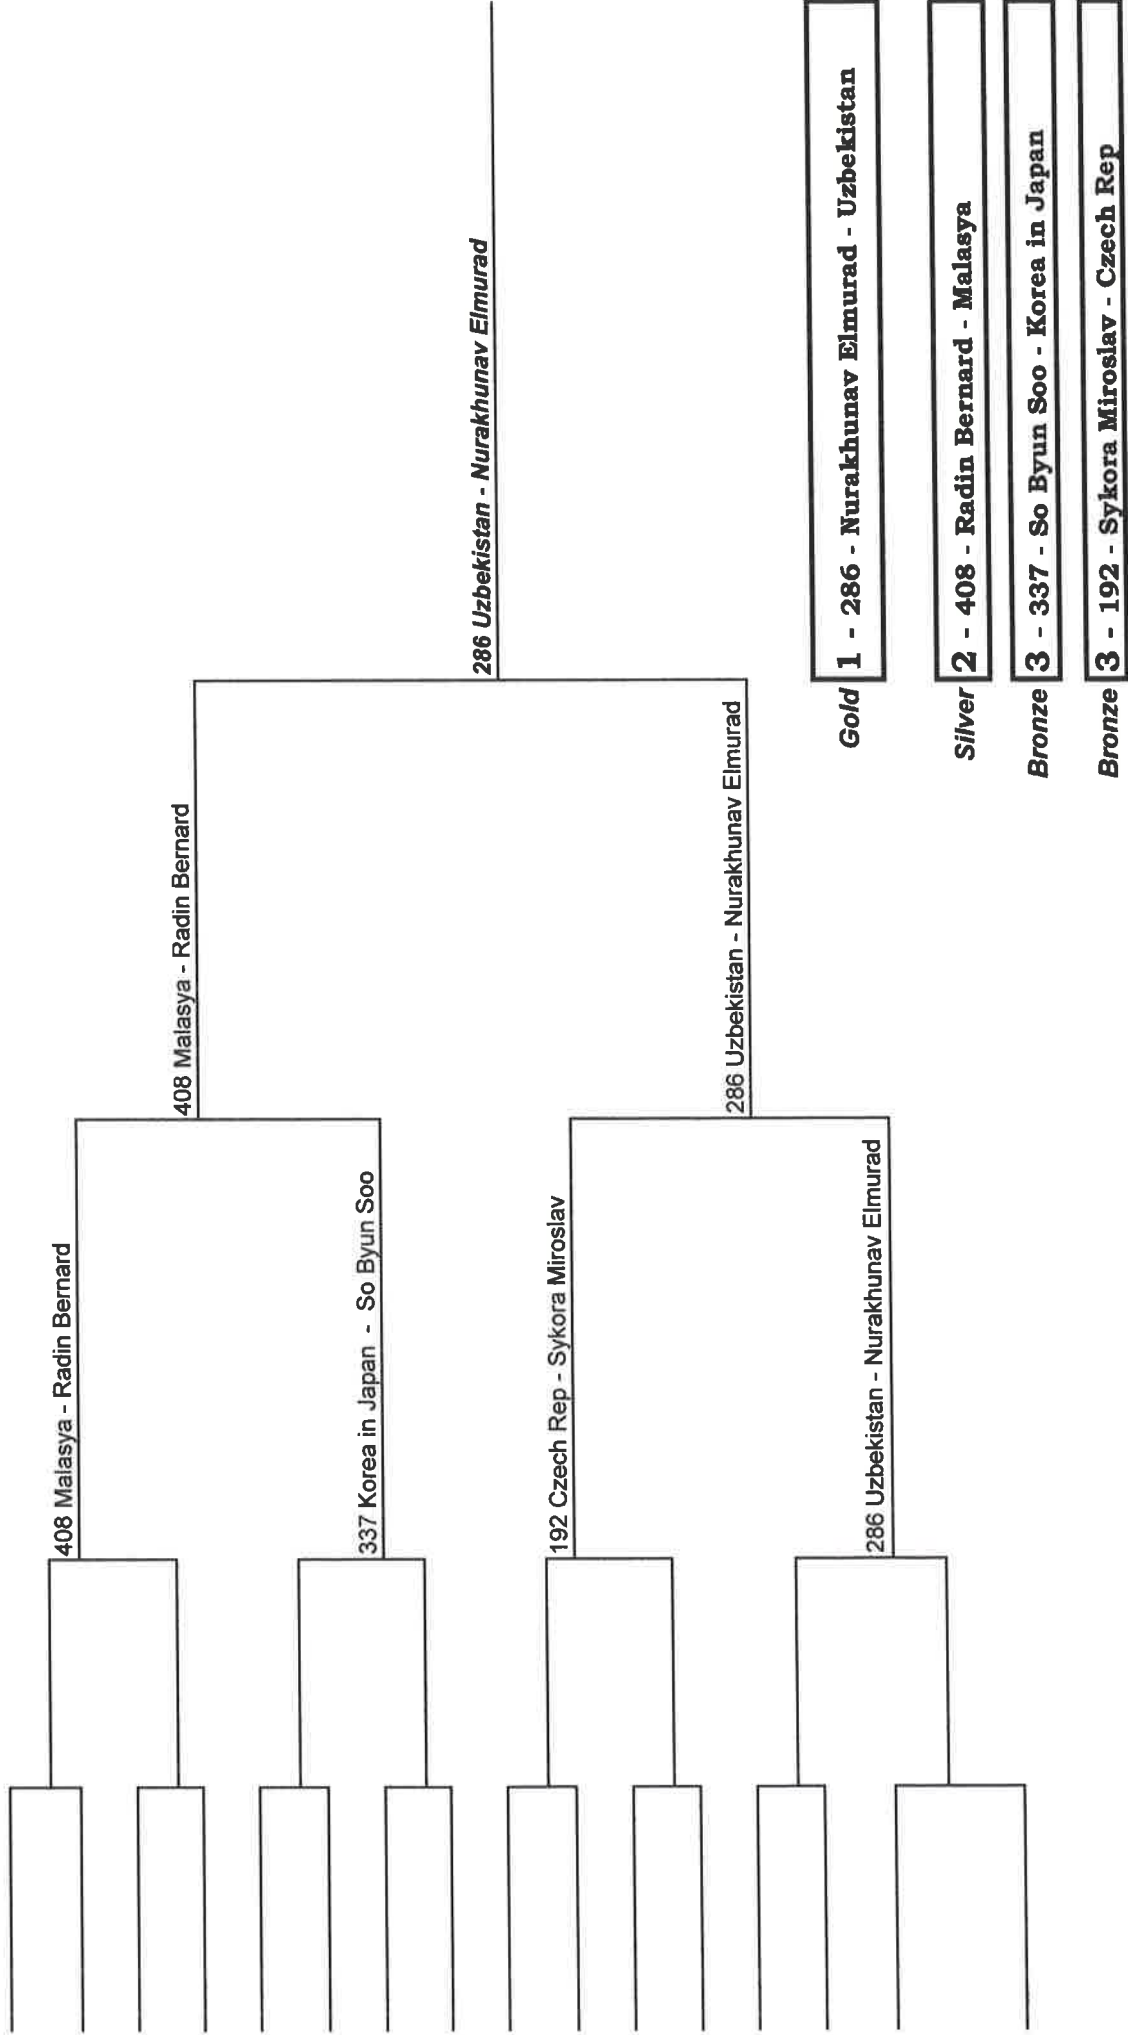 408 Malasya - Radin Bernard
337 Korea in Japan - So Byun Soo
192 Czech Rep - Sykora Miroslav
286 Uzbekistan - Nurakhunav Elmurad
408 Malasya - Radin Bernard
286 Uzbekistan - Nurakhunav Elmurad
286 Uzbekistan - Nurakhunav Elmurad
Gold 1 - 286 - Nurakhunav Elmurad - Uzbekistan
Silver 2 - 408 - Radin Bernard - Malasya
Bronze 3 - 337 - So Byun Soo - Korea in Japan
Bronze 3 - 192 - Sykora Miroslav - Czech Rep